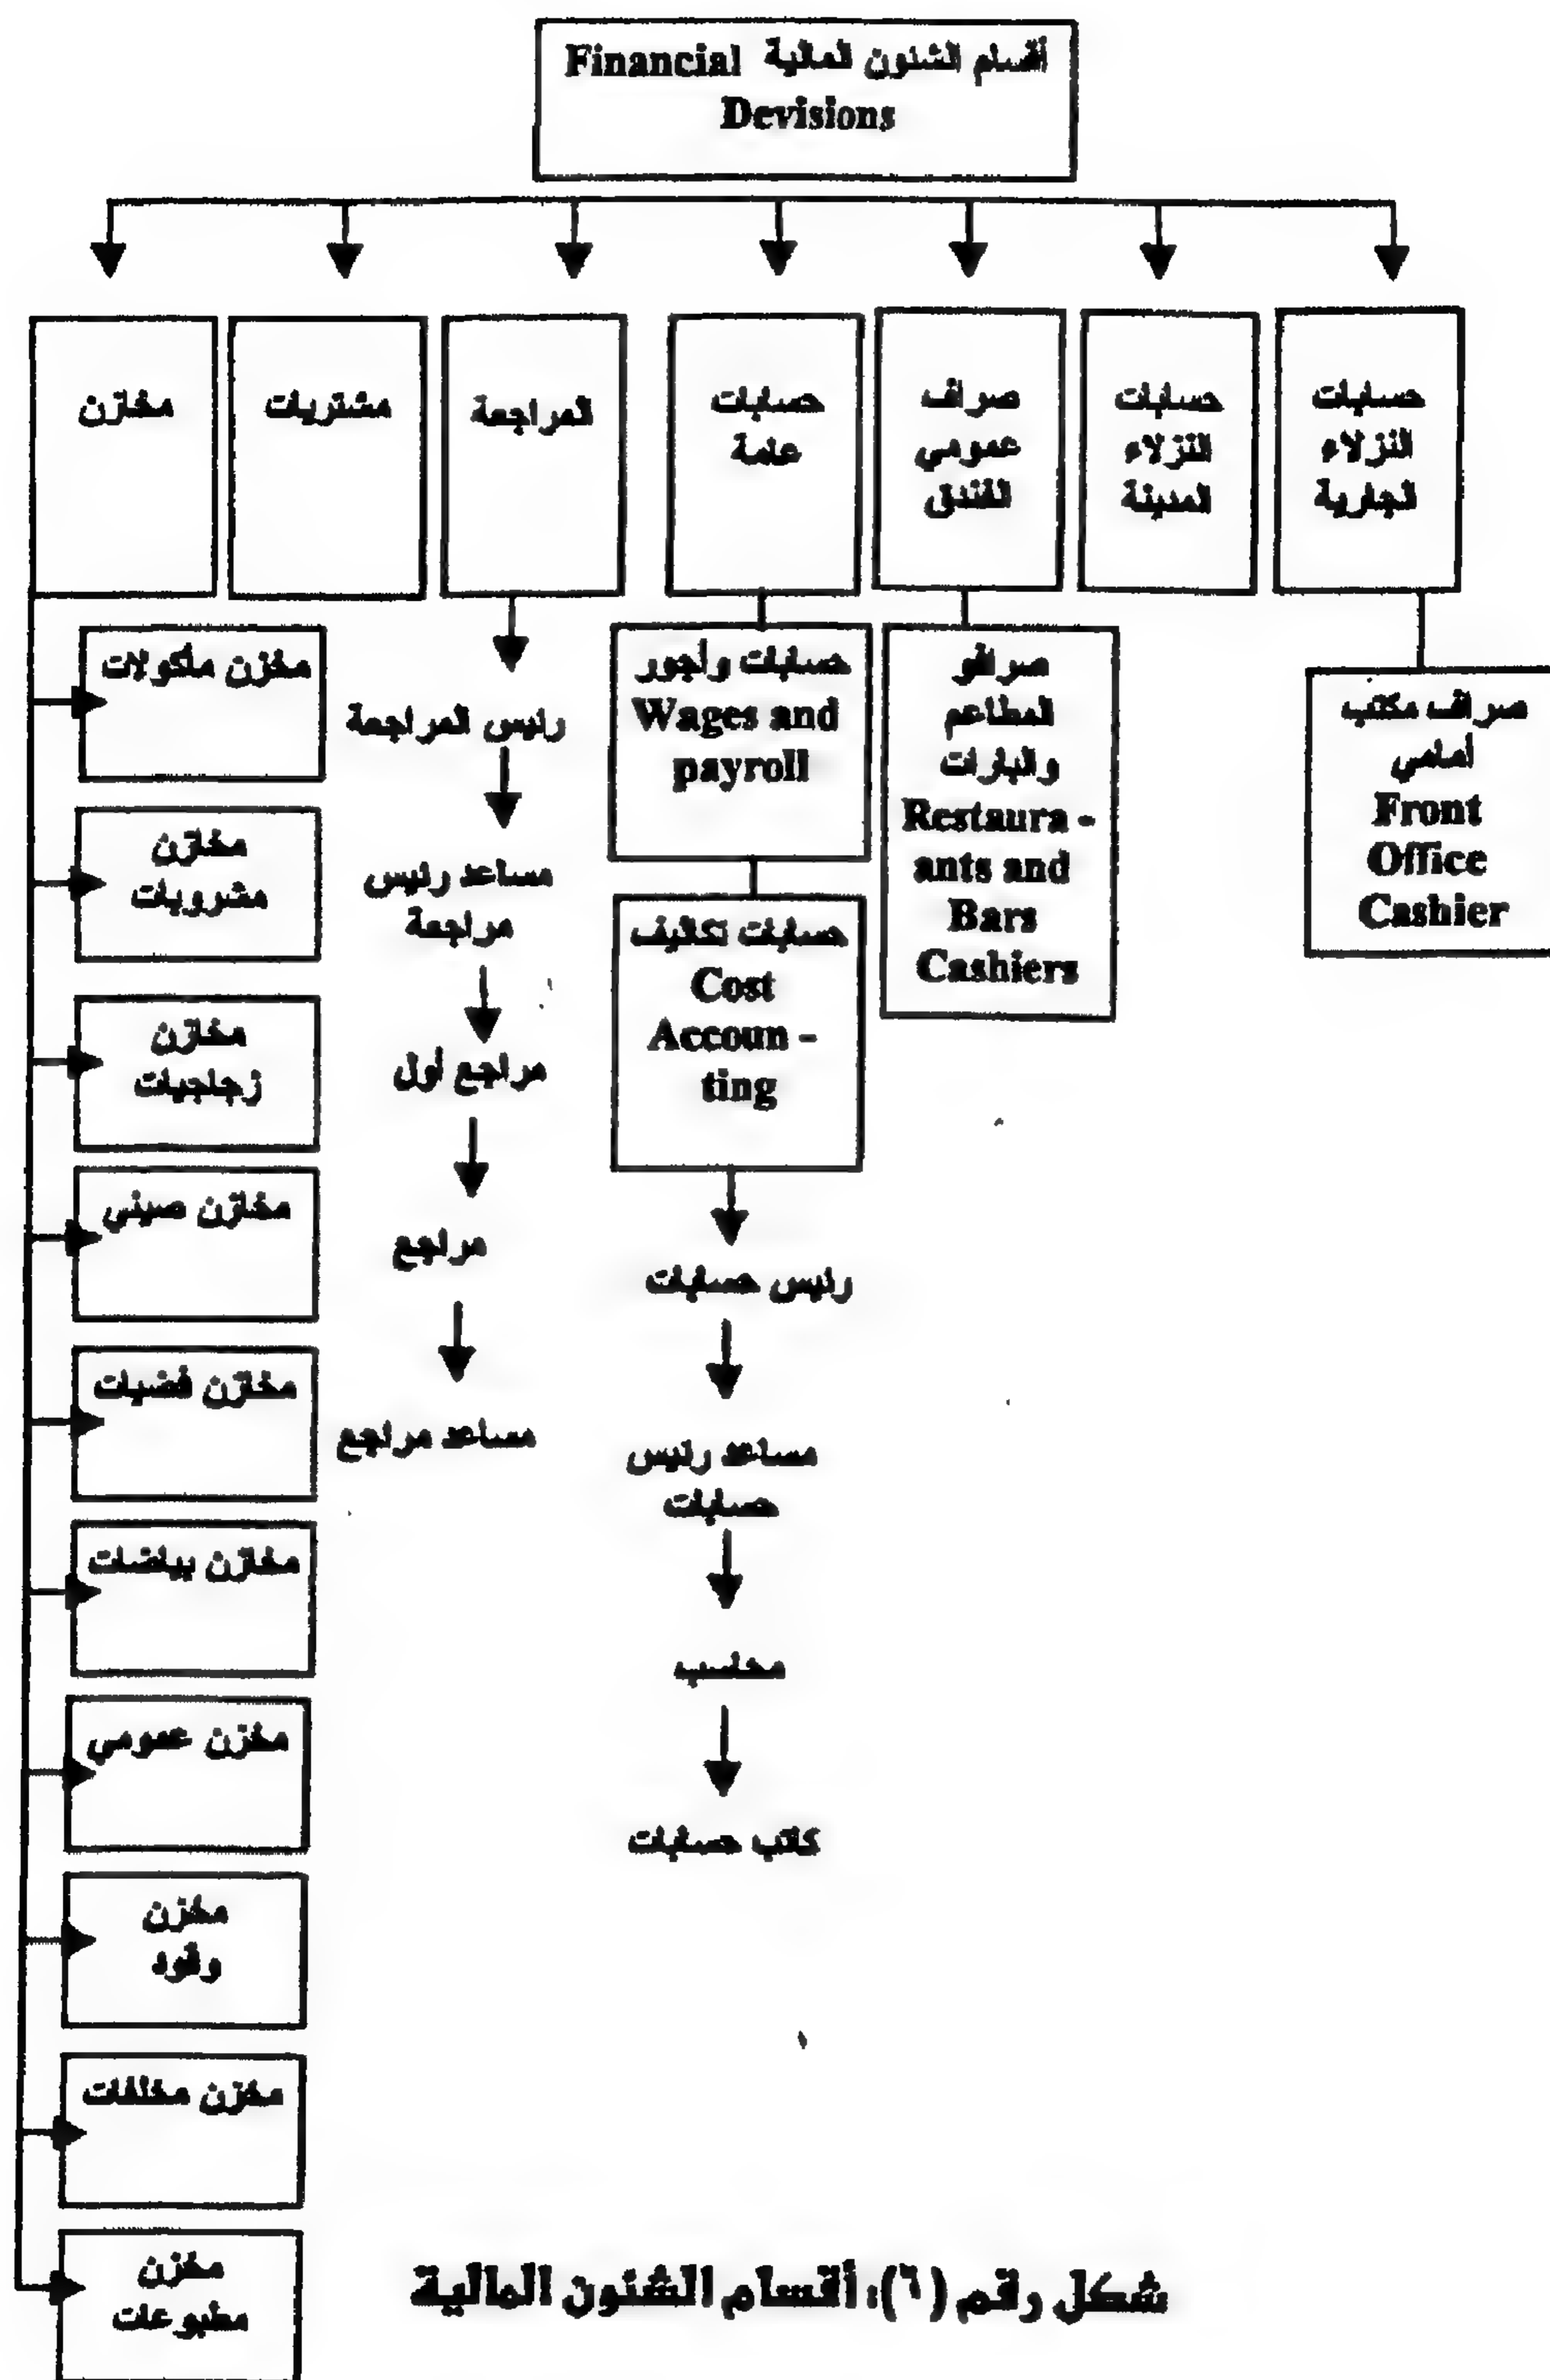 أقسام الشئون المالية Financial
Devisions
حسابات
النزلاء
الجارية
حسابات
النزلاء
المدينة
صراف
عمومي
الفندق
حسابات
عامة
المراجعة
مشتريات
مخازن
صراف مكتب
أمامي
Front
Office
Cashier
صرافو
المطاعم
والبارات
Restaura -
ants and
Bars
Cashiers
حسابات وأجور
Wages and
payroll
حسابات تكاليف
Cost
Accoun -
ting
رئيس حسابات
مساعد رئيس
حسابات
محاسب
كاتب حسابات
رئيس المراجعة
مساعد رئيس
مراجعة
مراجع أول
مراجع
مساعد مراجع
مخزن مأكولات
مخازن
مشروبات
مخازن
زجاجيات
مخازن صيني
مخازن فضيات
مخازن بياضات
مخزن عمومي
مخزن
وقود
مخزن مخلفات
مخزن
مطبوعات
شكل رقم (٦): أقسام الشئون المالية